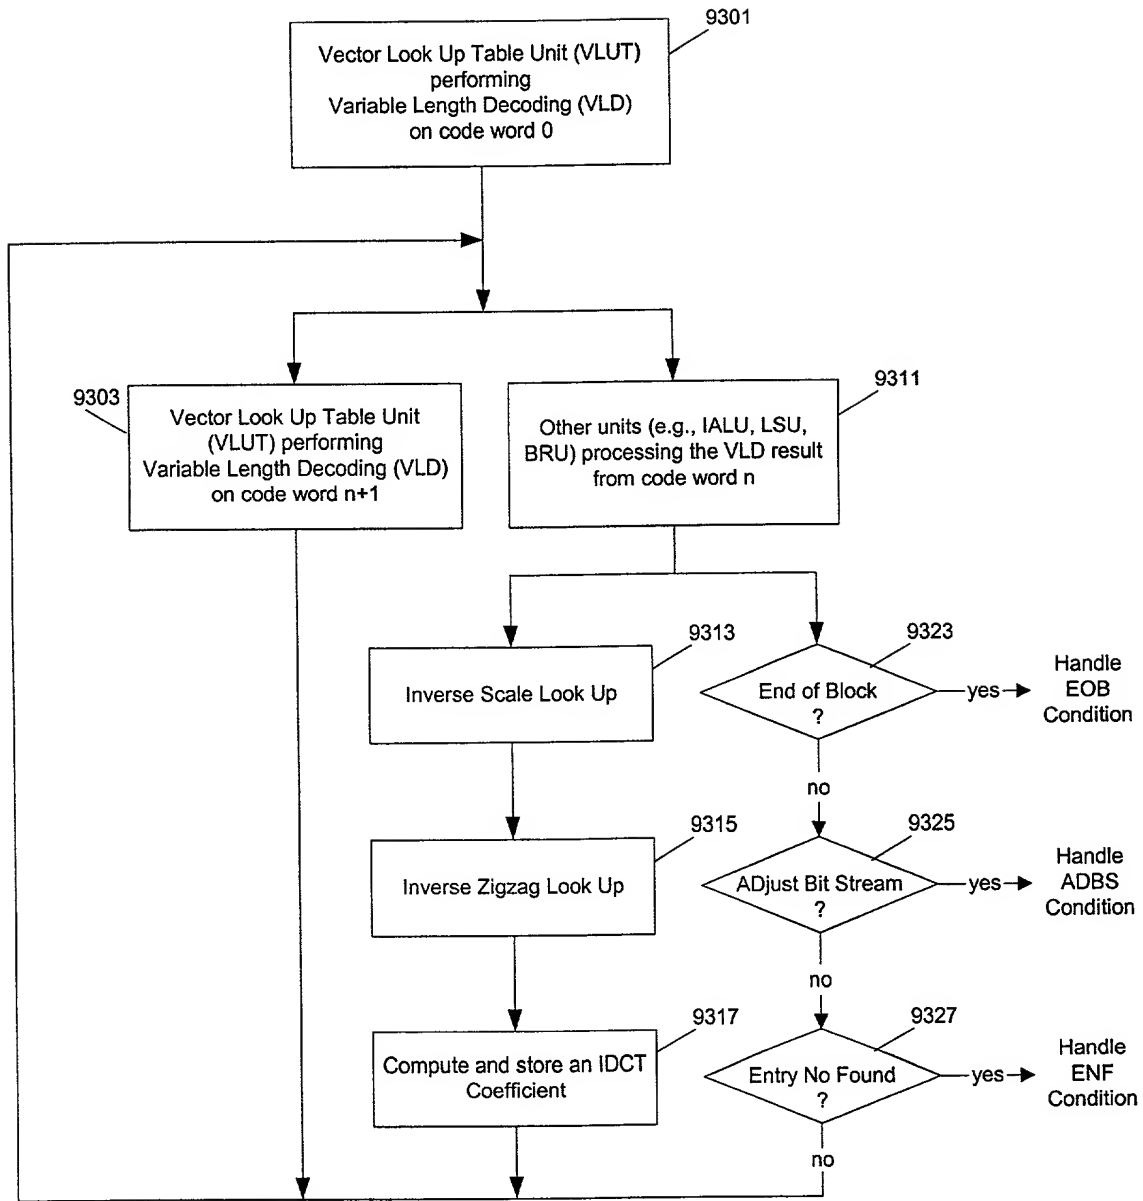 9301
Vector Look Up Table Unit (VLUT)
performing
Variable Length Decoding (VLD)
on code word 0
9303
Vector Look Up Table Unit
(VLUT) performing
Variable Length Decoding (VLD)
on code word n+1
9311
Other units (e.g., IALU, LSU,
BRU) processing the VLD result
from code word n
9313
Inverse Scale Look Up
9323
End of Block
?
yes
Handle
EOB
Condition
no
9315
Inverse Zigzag Look Up
9325
ADjust Bit Stream
?
yes
Handle
ADBS
Condition
no
9317
Compute and store an IDCT
Coefficient
9327
Entry No Found
?
yes
Handle
ENF
Condition
no